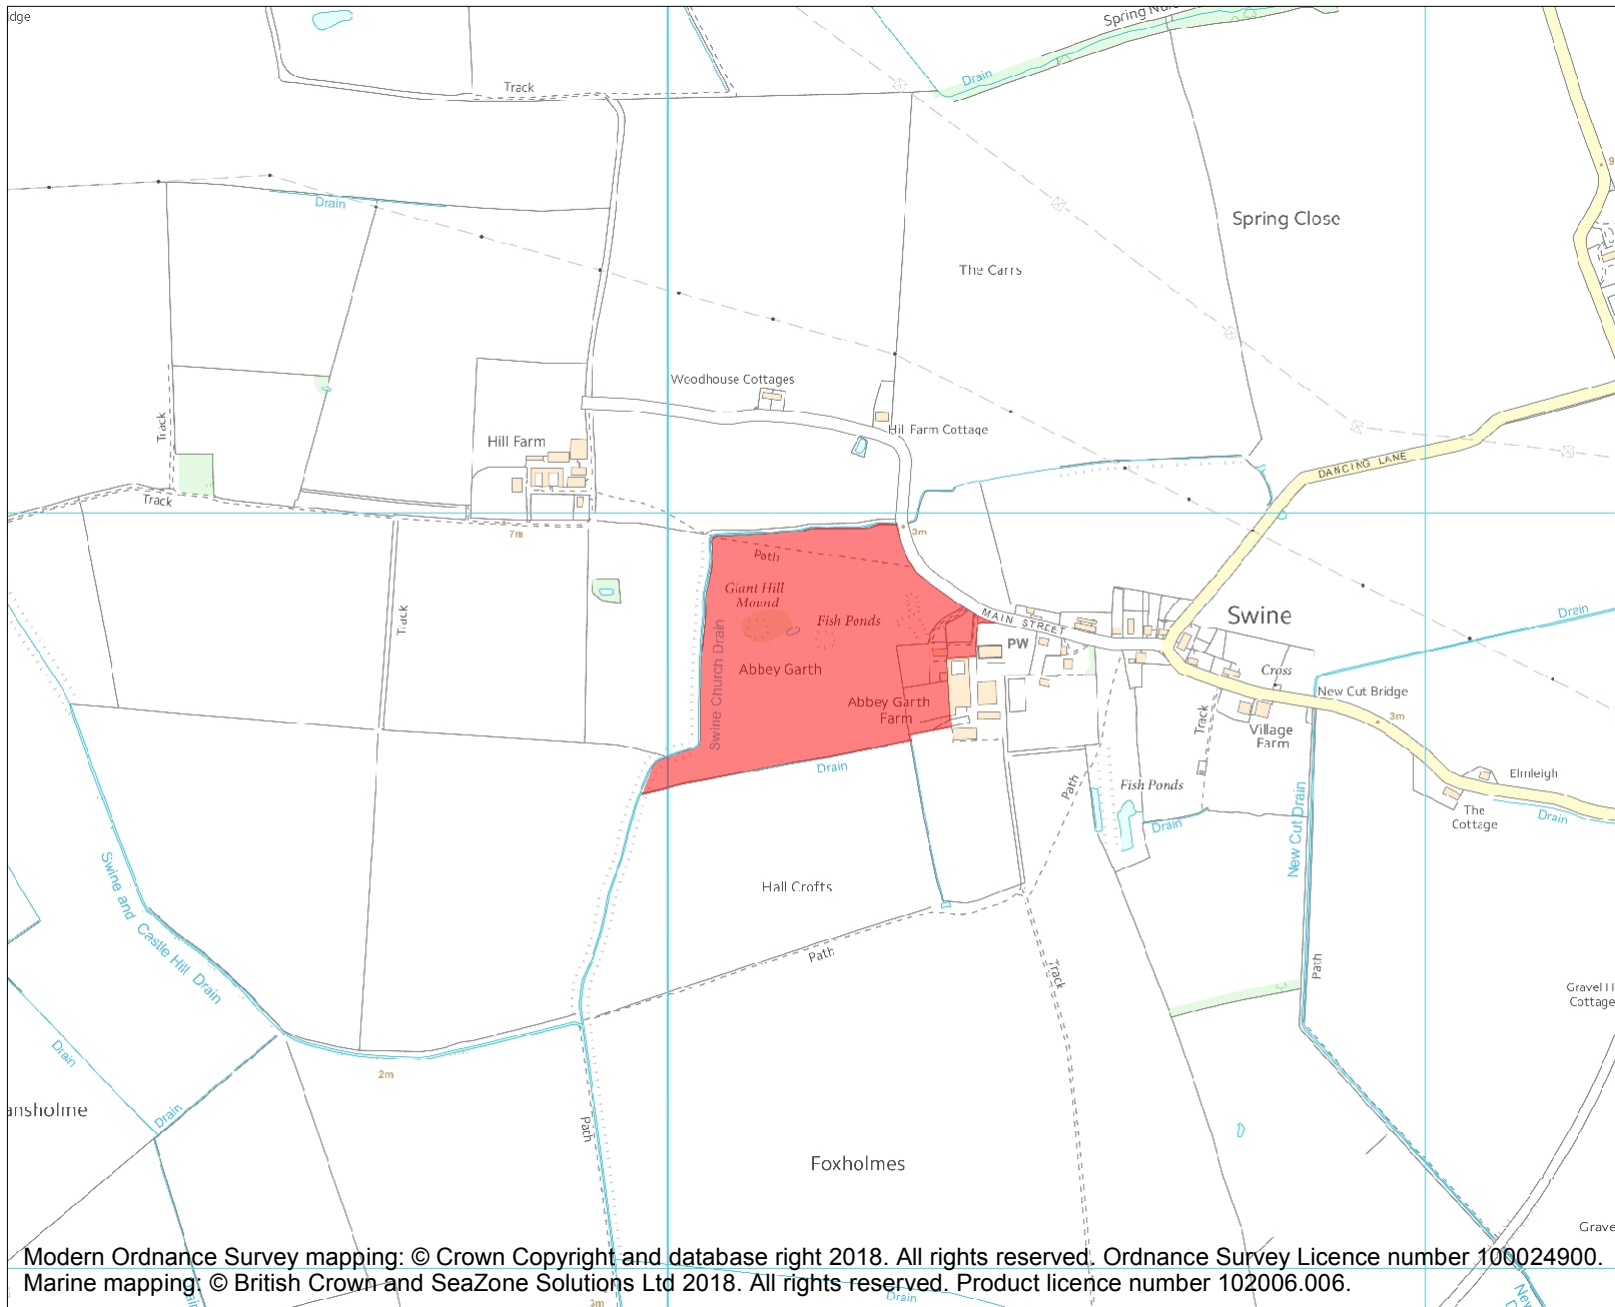 dge
Spring
Drain
Track
Drain
Spring Close
The Carrs
Woodhouse Cottages
Hill Farm Cottage
Hill Farm
Track
Track
DANCING LANE
7m
3m
Path
Giant Hill
Mound
Fish Ponds
MAIN STREET
Swine
Drain
Track
PW
Swine Church Drain
Abbey Garth
Cross
New Cut Bridge
Abbey Garth
Farm
3m
Track
Village
Farm
Drain
Elmleigh
Path
Fish Ponds
The
Cottage
Drain
Drain
New Cut Drain
Swine and Castle Hill Drain
Hall Crofts
Path
Track
Path
Gravel
Cottage
Drain
2m
Drain
ansholme
Path
Foxholmes
Grave
Modern Ordnance Survey mapping: © Crown Copyright and database right 2018. All rights reserved. Ordnance Survey Licence number 100024900.
Marine mapping: © British Crown and SeaZone Solutions Ltd 2018. All rights reserved. Product licence number 102006.006.
3m
Drain
New